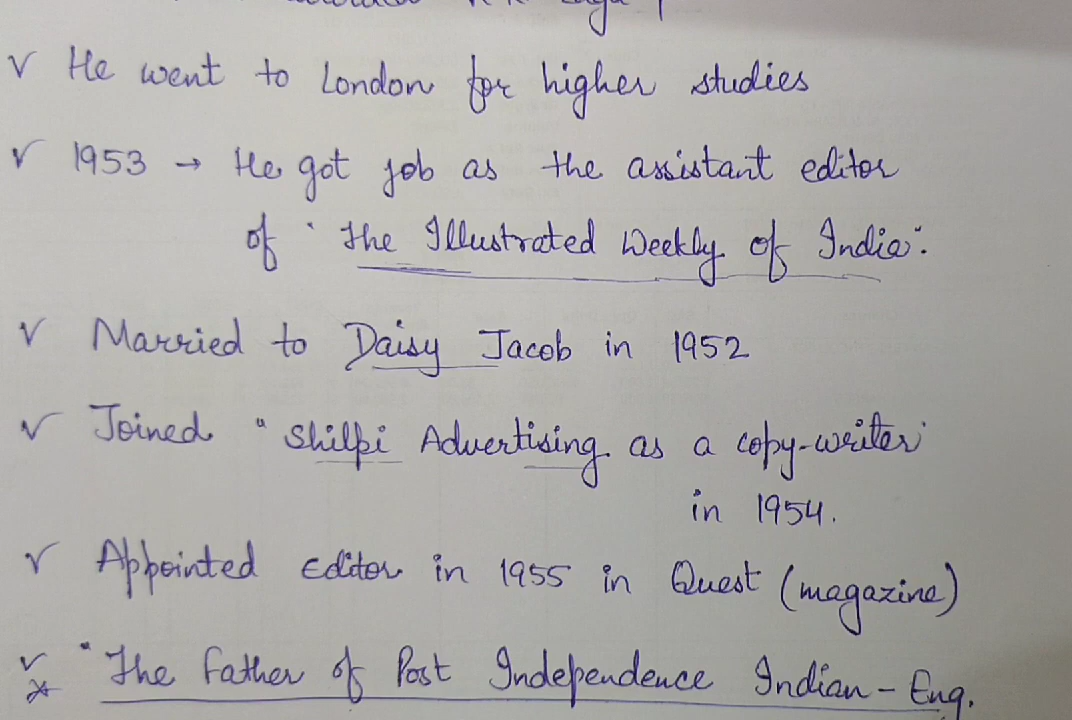 √ He went to London for higher studies
√ 1953 → He got job as the assistant editor
of "The Illustrated Weekly of India".
√ Married to Daisy Jacob in 1952
√ Joined "Shilpi Advertising as a copy-writer"
in 1954.
√ Appointed Editor in 1955 in Quest (magazine)
√ "The Father of Post Independence Indian-Eng.